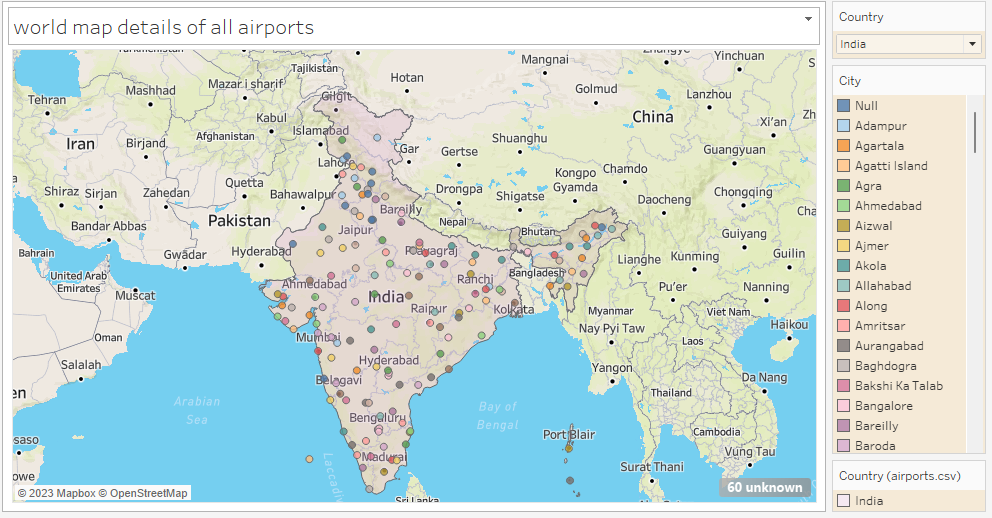 world map details of all airports
Country
India
City
Null
Adampur
Agartala
Agatti Island
Agra
Ahmedabad
Aizwal
Ajmer
Akola
Allahabad
Along
Amritsar
Aurangabad
Baghdogra
Bakshi Ka Talab
Bangalore
Bareilly
Baroda
Country (airports.csv)
India
Mangnai
Yinchuan
Tajikistan
Hotan
Golmud
Lanzhou
Tehran
Mashhad
Mazar i sharif
Gilgit
China
Kabul
Xi'an
Iran
Birjand
Afghanistan
Islamabad
Shuanghu
Guangyuan
Lahore
Gar
Gertse
Kongpo
Gyamda
Chamdo
Shiraz
Sirjan
Zahedan
Quetta
Bahawalpur
Drongpa
Shigatse
Daocheng
Chongqing
Bandar Abbas
Pakistan
Bareilly
Nepal
Bhutan
Jaipur
Guiyang
Bahrain
Gwadar
Hyderabad
Prayagraj
Lianghe
Kunming
Guilin
United Arab
Emirates
Muscat
Ahmedabad
India
Ranchi
Bangladesh
Pu'er
Nanning
Raipur
Kolkata
Myanmar
Viet Nam
Oman
Mumbai
Nay Pyi Taw
Laos
Haikou
Salalah
Hyderabad
Yangon
Belagavi
Da Nang
Thailand
Arabian
Sea
Bay of
Bengal
Bengaluru
Port Blair
Cambodia
Madurai
Vung Tau
Surat Thani
Sri Lanka
© 2023 Mapbox © OpenStreetMap
60 unknown